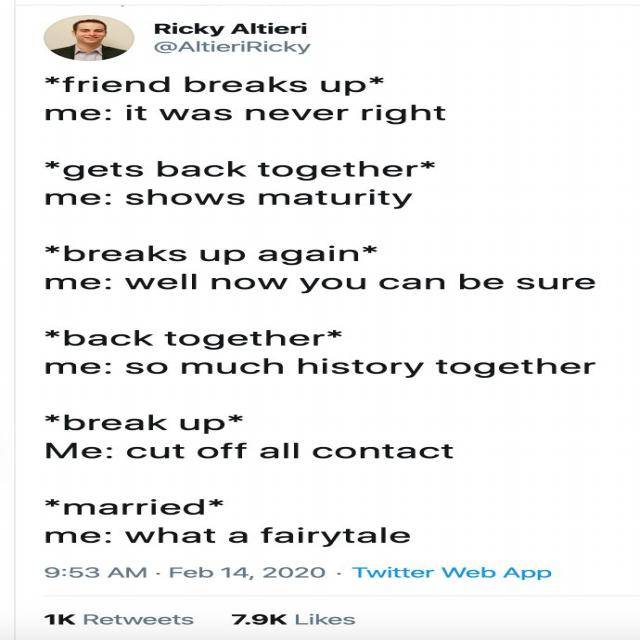 Ricky Altieri
@AltieriRicky
*friend breaks up*
me: it was never right
*gets back together*
me: shows maturity
*breaks up again*
me: well now you can be sure
*back together*
me: so much history together
*break up*
Me: cut off all contact
*married*
me: what a fairytale
9:53 AM · Feb 14, 2020 · Twitter Web App
1K Retweets 7.9K Likes